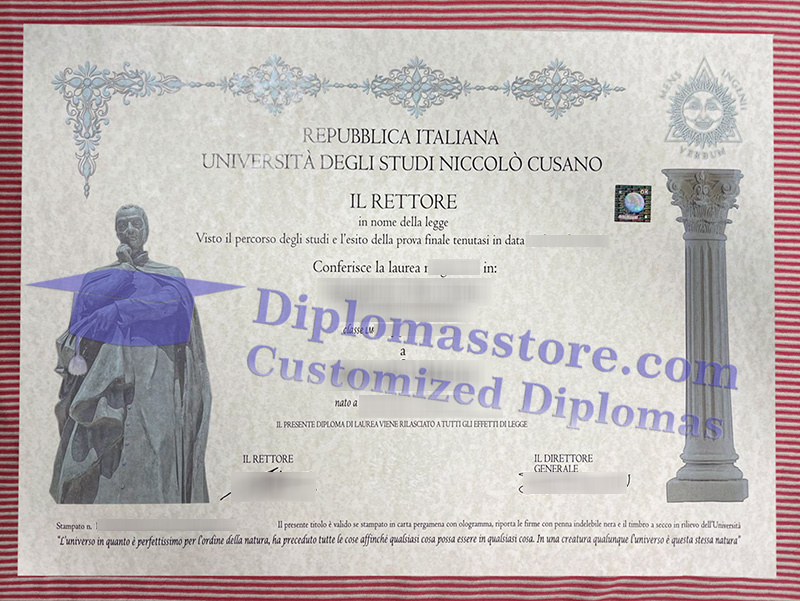 MENS INGENII
VERBUM
REPUBBLICA ITALIANA
UNIVERSITÀ DEGLI STUDI NICCOLÒ CUSANO
IL RETTORE
in nome della legge
Visto il percorso degli studi e l'esito della prova finale tenutasi in data
Conferisce la laurea in:
classe LM
a
Diplomasstore.com
Customized Diplomas
nato a
IL PRESENTE DIPLOMA DI LAUREA VIENE RILASCIATO A TUTTI GLI EFFETTI DI LEGGE
IL RETTORE
IL DIRETTORE
GENERALE
Stampato n. Il presente titolo è valido se stampato in carta pergamena con ologramma, riporta le firme con penna indelebile nera e il timbro a secco in rilievo dell'Università
"L'universo in quanto è perfettissimo per l'ordine della natura, ha preceduto tutte le cose affinché qualsiasi cosa possa essere in qualsiasi cosa. In una creatura qualunque l'universo è questa stessa natura"